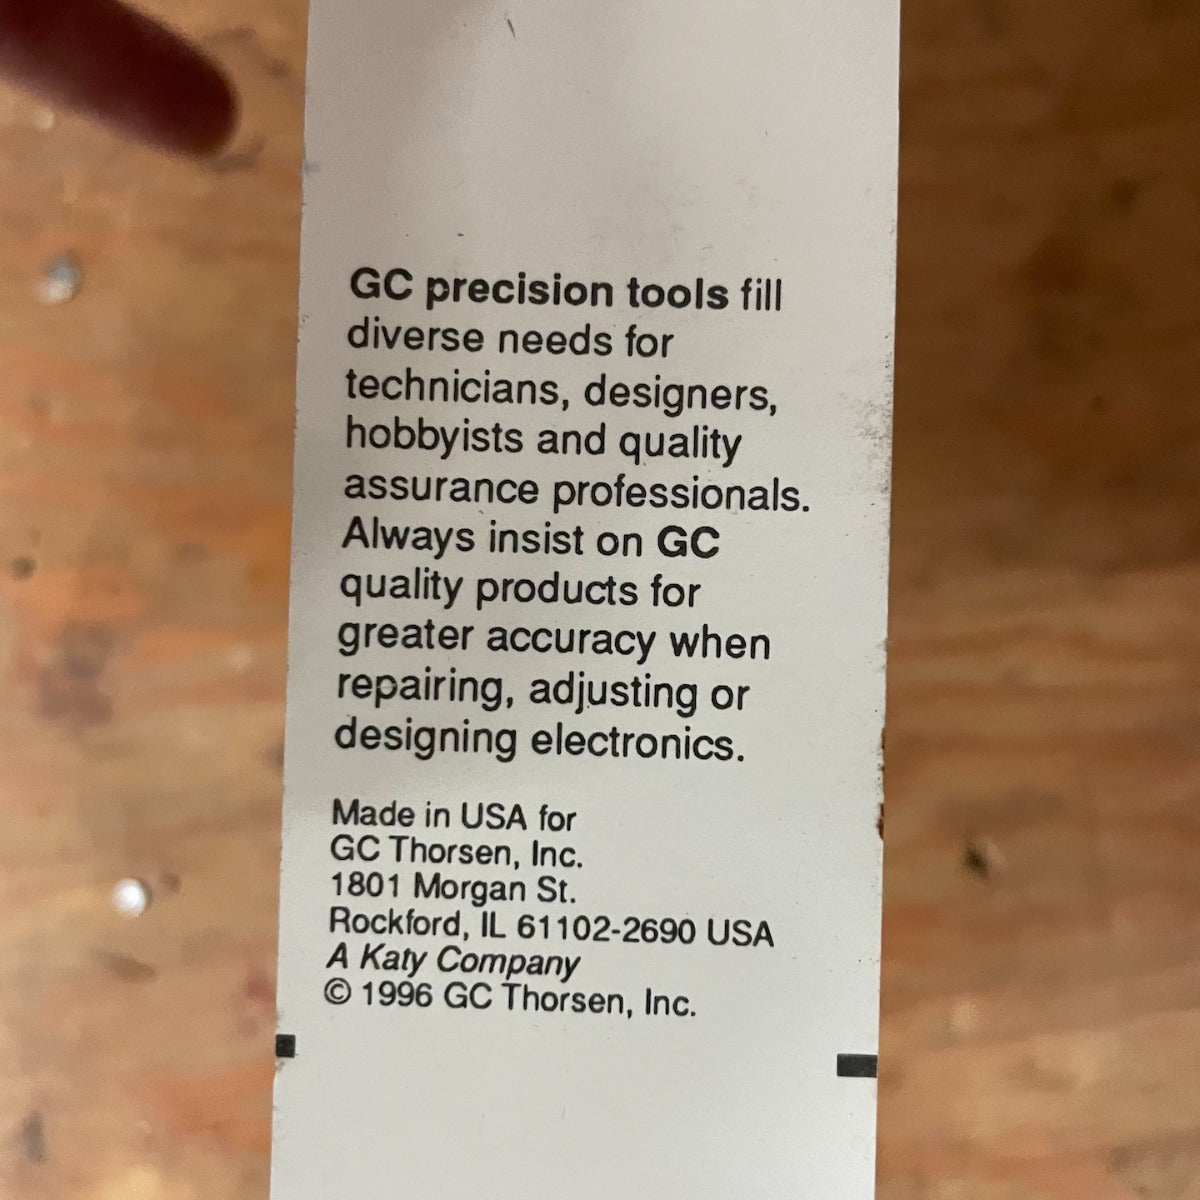 GC precision tools fill
diverse needs for
technicians, designers,
hobbyists and quality
assurance professionals.
Always insist on GC
quality products for
greater accuracy when
repairing, adjusting or
designing electronics.
Made in USA for
GC Thorsen, Inc.
1801 Morgan St.
Rockford, IL 61102-2690 USA
A Katy Company
© 1996 GC Thorsen, Inc.